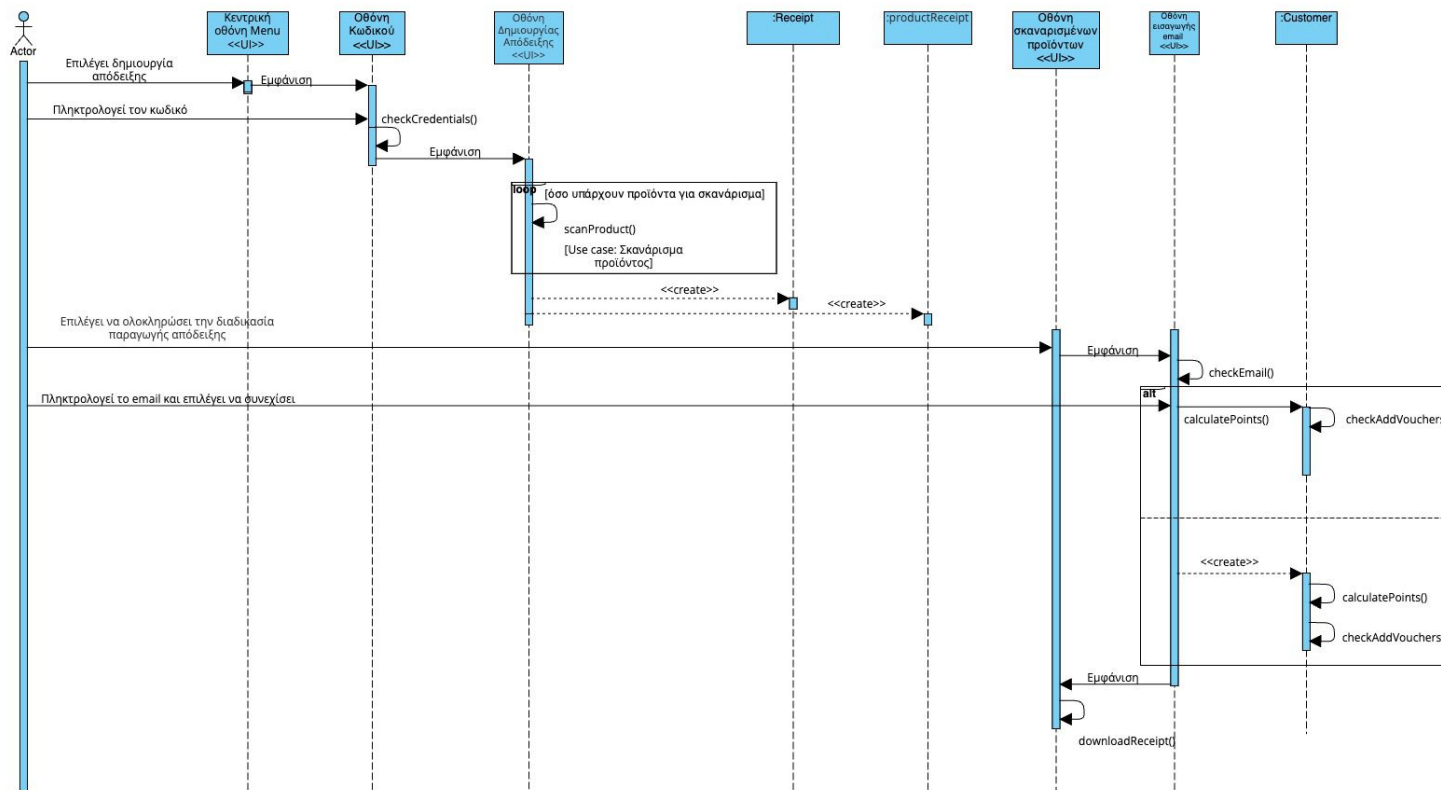 Actor
Κεντρική
οθόνη Menu
<<UI>>
Οθόνη
Κωδικού
<<UI>>
Οθόνη
Δημιουργίας
Απόδειξης
<<UI>>
:Receipt
:productReceipt
Οθόνη
σκαναρισμένων
προϊόντων
<<UI>>
Οθόνη
εισαγωγής
email
<<UI>>
:Customer
Επιλέγει δημιουργία
απόδειξης
Εμφάνιση
Πληκτρολογεί τον κωδικό
checkCredentials()
Εμφάνιση
loop
[όσο υπάρχουν προϊόντα για σκανάρισμα]
scanProduct()
[Use case: Σκανάρισμα
προϊόντος]
<<create>>
<<create>>
Επιλέγει να ολοκληρώσει την διαδικασία
παραγωγής απόδειξης
Εμφάνιση
checkEmail()
alt
Πληκτρολογεί το email και επιλέγει να συνεχίσει
calculatePoints()
checkAddVouchers
<<create>>
calculatePoints()
checkAddVouchers
Εμφάνιση
downloadReceipt()